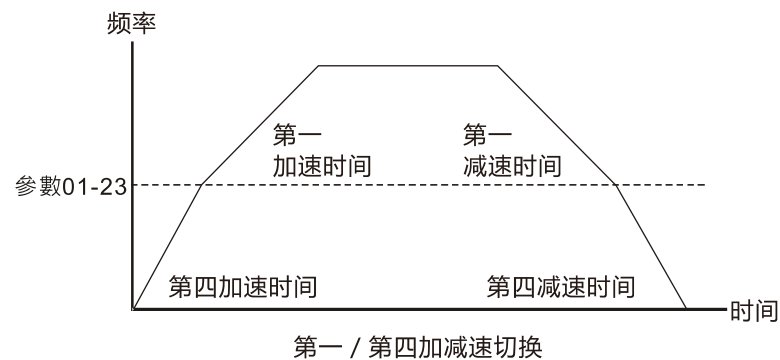 频率
第一
加速时间
第一
减速时间
參數01-23
第四加速时间
第四减速时间
时间
第一 / 第四加减速切换